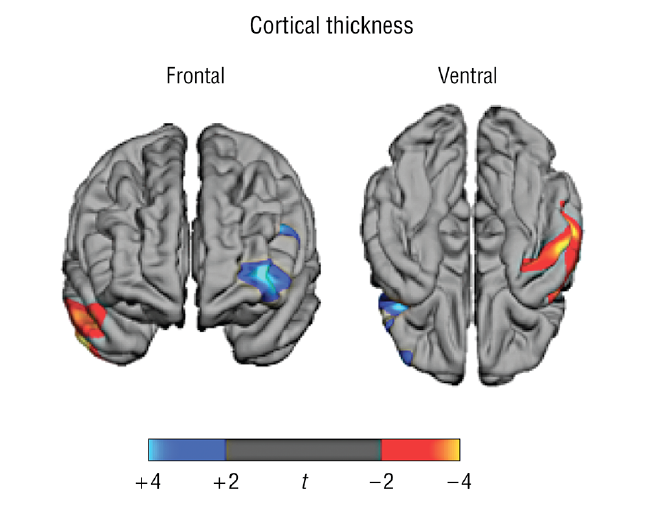 Cortical thickness
Frontal Ventral
+4 +2 t −2 −4